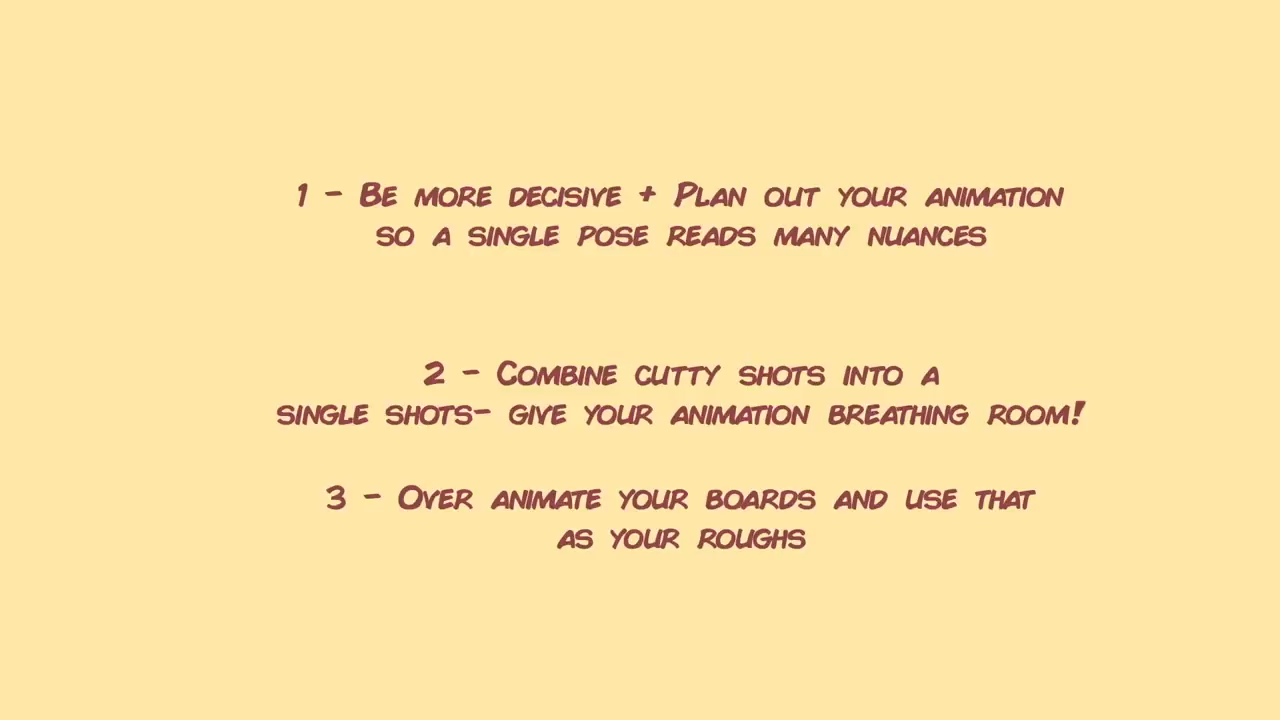 1 - Be more decisive + Plan out your animation
so a single pose reads many nuances
2 - Combine cutty shots into a
single shots- give your animation breathing room!
3 - Over animate your boards and use that
as your roughs